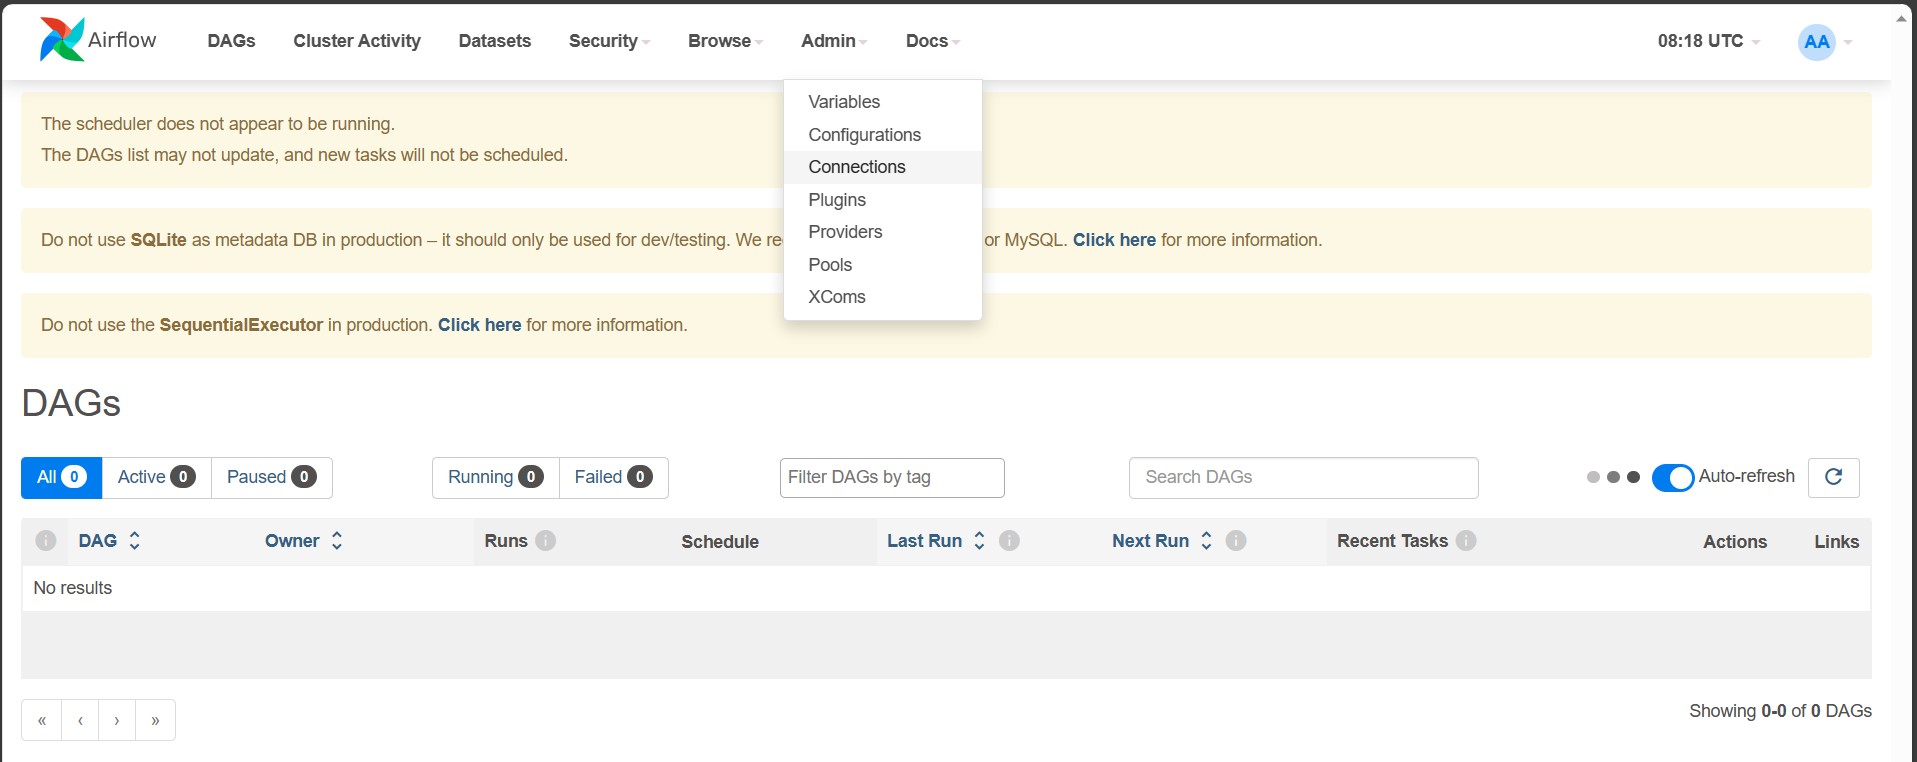 Airflow DAGs Cluster Activity Datasets Security Browse Admin Docs 08:18 UTC AA
Variables
Configurations
Connections
Plugins
Providers
Pools
XComs
The scheduler does not appear to be running.
The DAGs list may not update, and new tasks will not be scheduled.
Do not use SQLite as metadata DB in production – it should only be used for dev/testing. We re or MySQL. Click here for more information.
Do not use the SequentialExecutor in production. Click here for more information.
DAGs
All 0 Active 0 Paused 0 Running 0 Failed 0 Filter DAGs by tag Search DAGs Auto-refresh
DAG Owner Runs Schedule Last Run Next Run Recent Tasks Actions Links
No results
« ‹ › »
Showing 0-0 of 0 DAGs